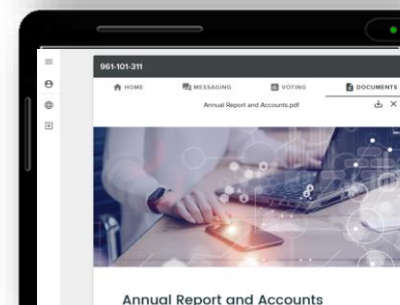 961-101-311
HOME MESSAGING VOTING DOCUMENTS
Annual Report and Accounts.pdf
Annual Report and Accounts